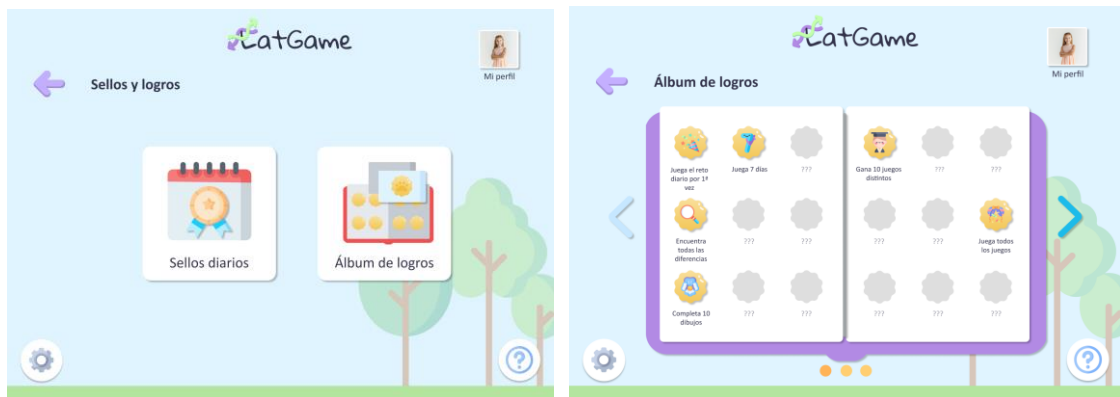 EatGame
Mi perfil
Sellos y logros
Sellos diarios
Álbum de logros
?
EatGame
Mi perfil
Álbum de logros
Juega el reto
diario por 1ª
vez
Juega 7 días
???
Gana 10 juegos
distintos
???
???
Encuentra
todas las
diferencias
???
???
???
???
Juega todos
los juegos
Completa 10
dibujos
???
???
???
???
???
?